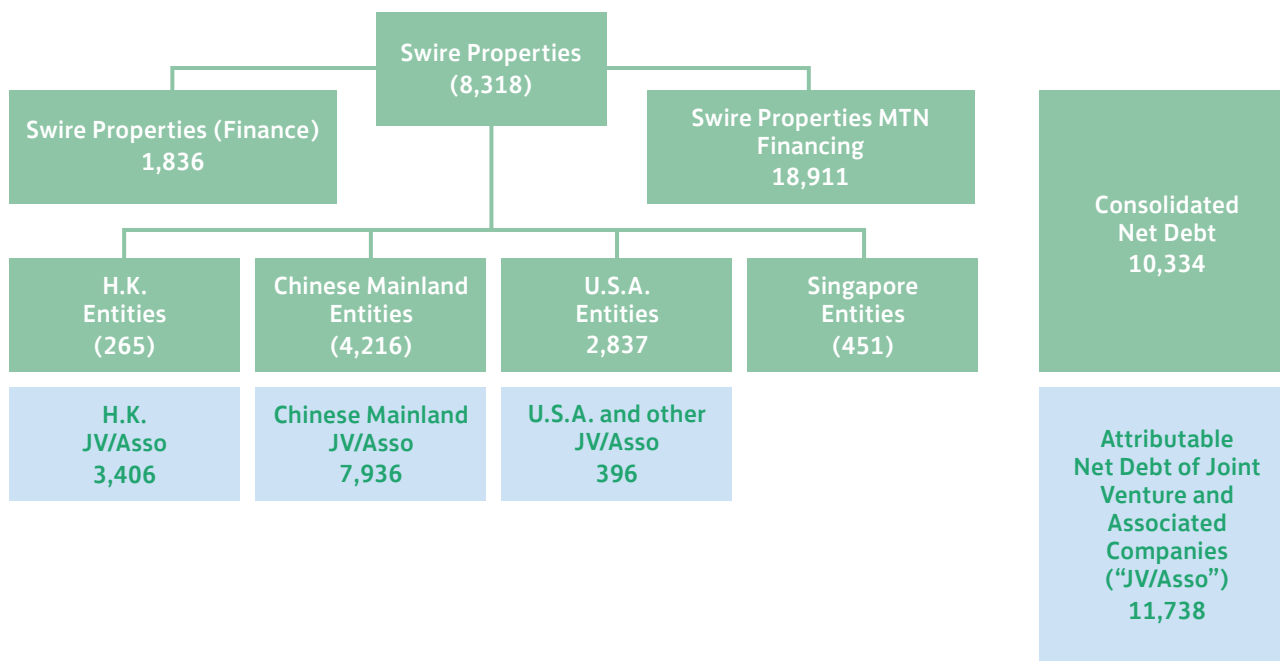 Swire Properties
(8,318)
Swire Properties (Finance)
1,836
Swire Properties MTN
Financing
18,911
H.K.
Entities
(265)
Chinese Mainland
Entities
(4,216)
U.S.A.
Entities
2,837
Singapore
Entities
(451)
H.K.
JV/Asso
3,406
Chinese Mainland
JV/Asso
7,936
U.S.A. and other
JV/Asso
396
Consolidated
Net Debt
10,334
Attributable
Net Debt of Joint
Venture and
Associated
Companies
(“JV/Asso”)
11,738